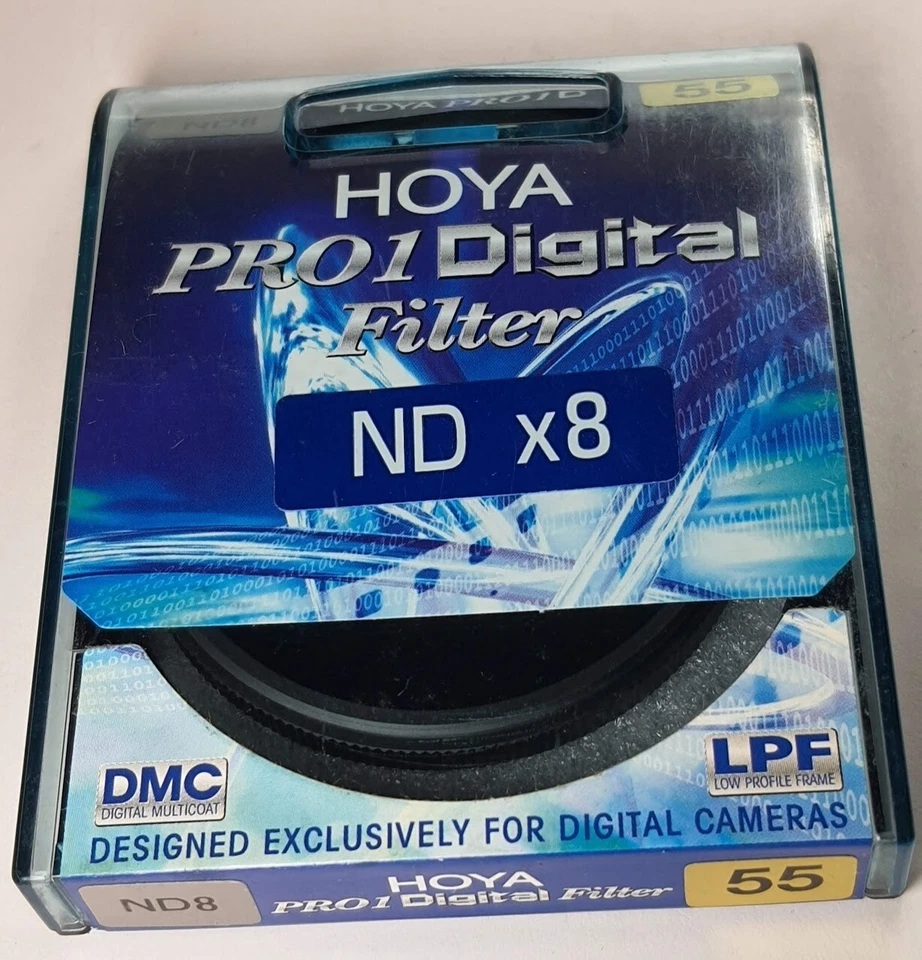 ND8
HOYA PRO1 D
55
HOYA
PRO1 Digital
Filter
ND x8
DMC
DIGITAL MULTICOAT
LPF
LOW PROFILE FRAME
DESIGNED EXCLUSIVELY FOR DIGITAL CAMERAS
ND8
HOYA
PRO1 Digital Filter
55